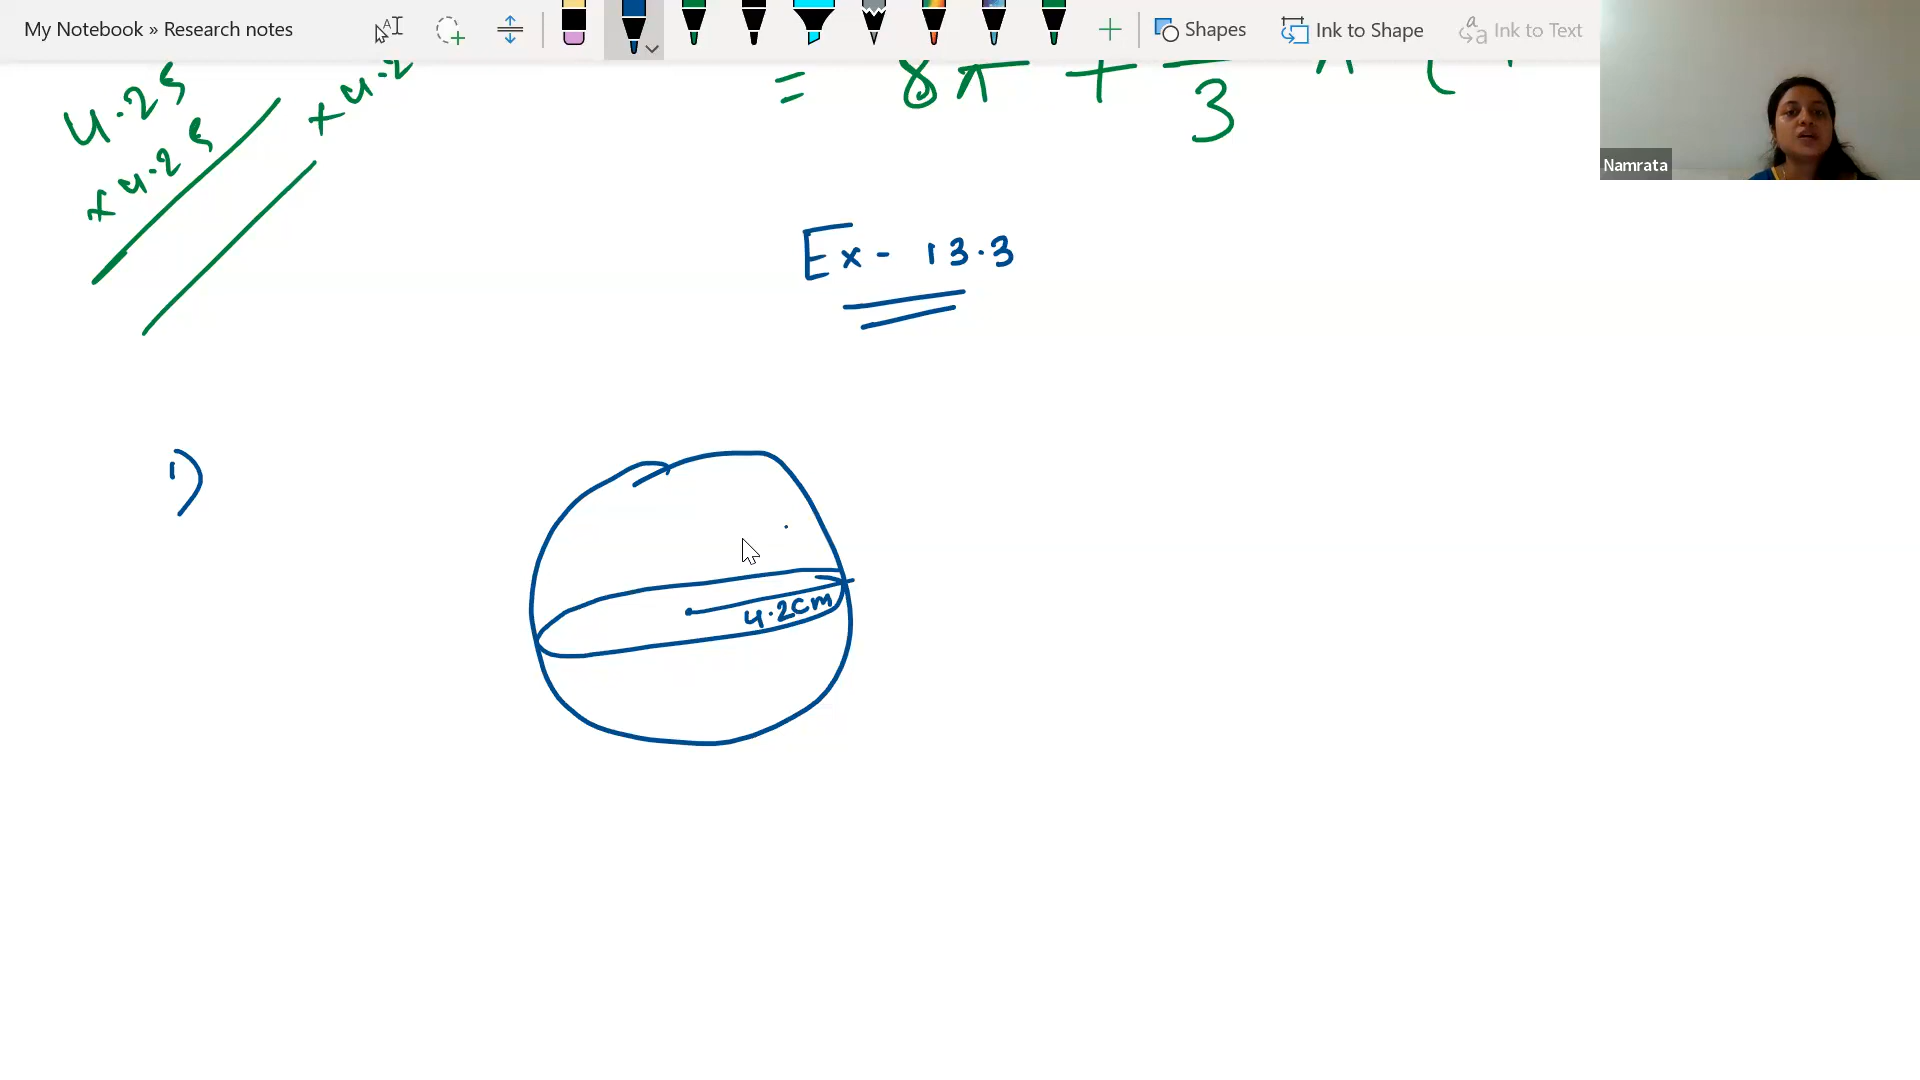 My Notebook » Research notes
Shapes
Ink to Shape
Ink to Text
Namrata
4.25
+4.25
+4.2
= 8π + 3
Ex - 13.3
1)
4.2cm